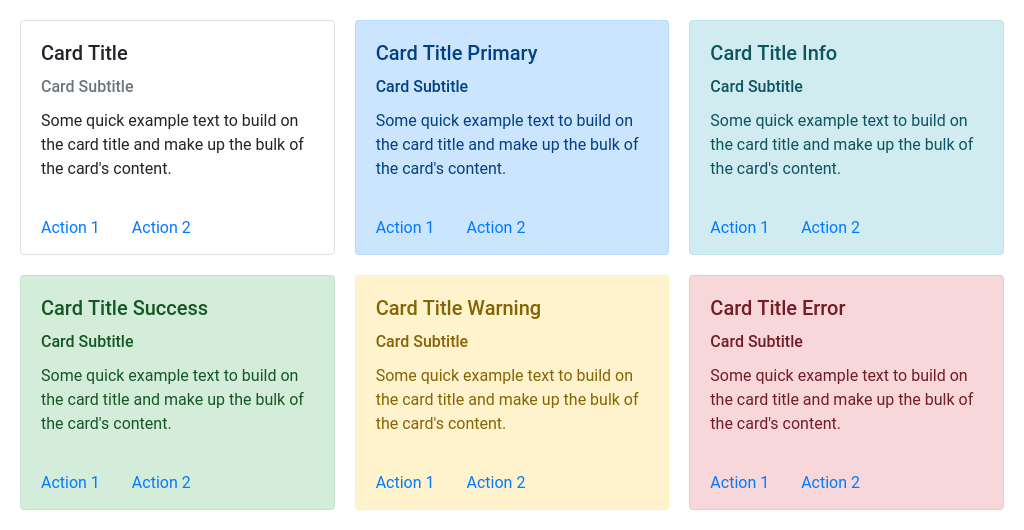 Card Title
Card Subtitle
Some quick example text to build on
the card title and make up the bulk of
the card's content.
Action 1 Action 2
Card Title Primary
Card Subtitle
Some quick example text to build on
the card title and make up the bulk of
the card's content.
Action 1 Action 2
Card Title Info
Card Subtitle
Some quick example text to build on
the card title and make up the bulk of
the card's content.
Action 1 Action 2
Card Title Success
Card Subtitle
Some quick example text to build on
the card title and make up the bulk of
the card's content.
Action 1 Action 2
Card Title Warning
Card Subtitle
Some quick example text to build on
the card title and make up the bulk of
the card's content.
Action 1 Action 2
Card Title Error
Card Subtitle
Some quick example text to build on
the card title and make up the bulk of
the card's content.
Action 1 Action 2